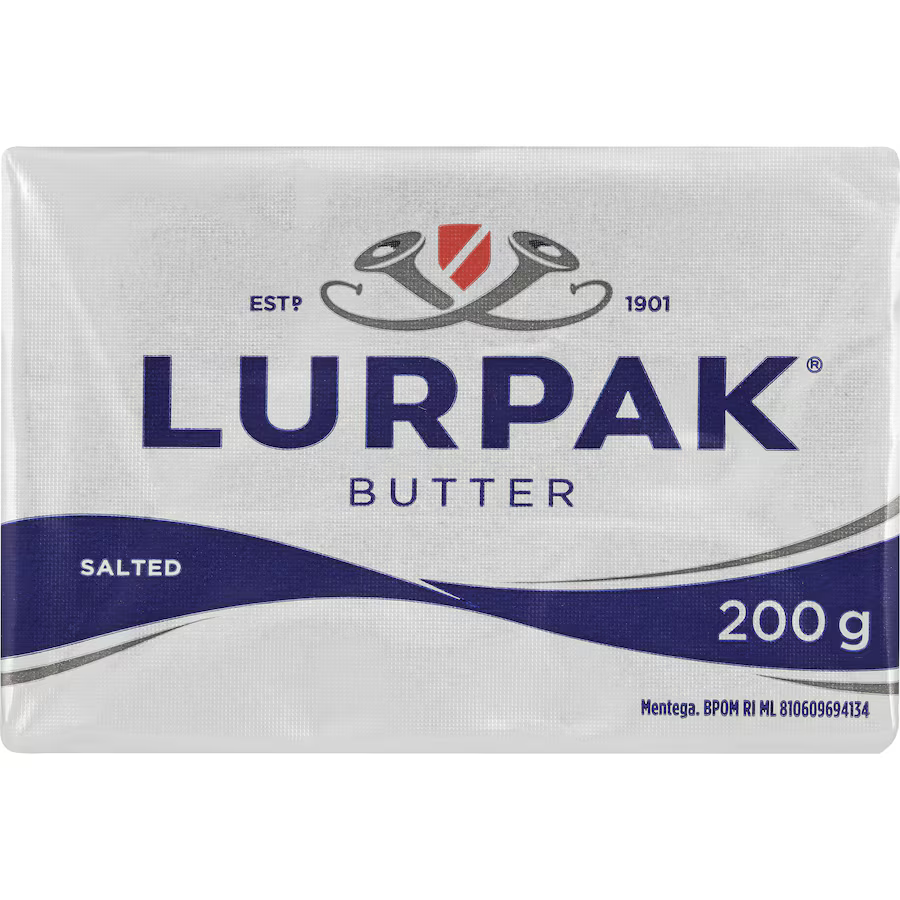 ESTD. 1901
LURPAK®
BUTTER
SALTED
200 g
Mentega. BPOM RI ML 810609694134